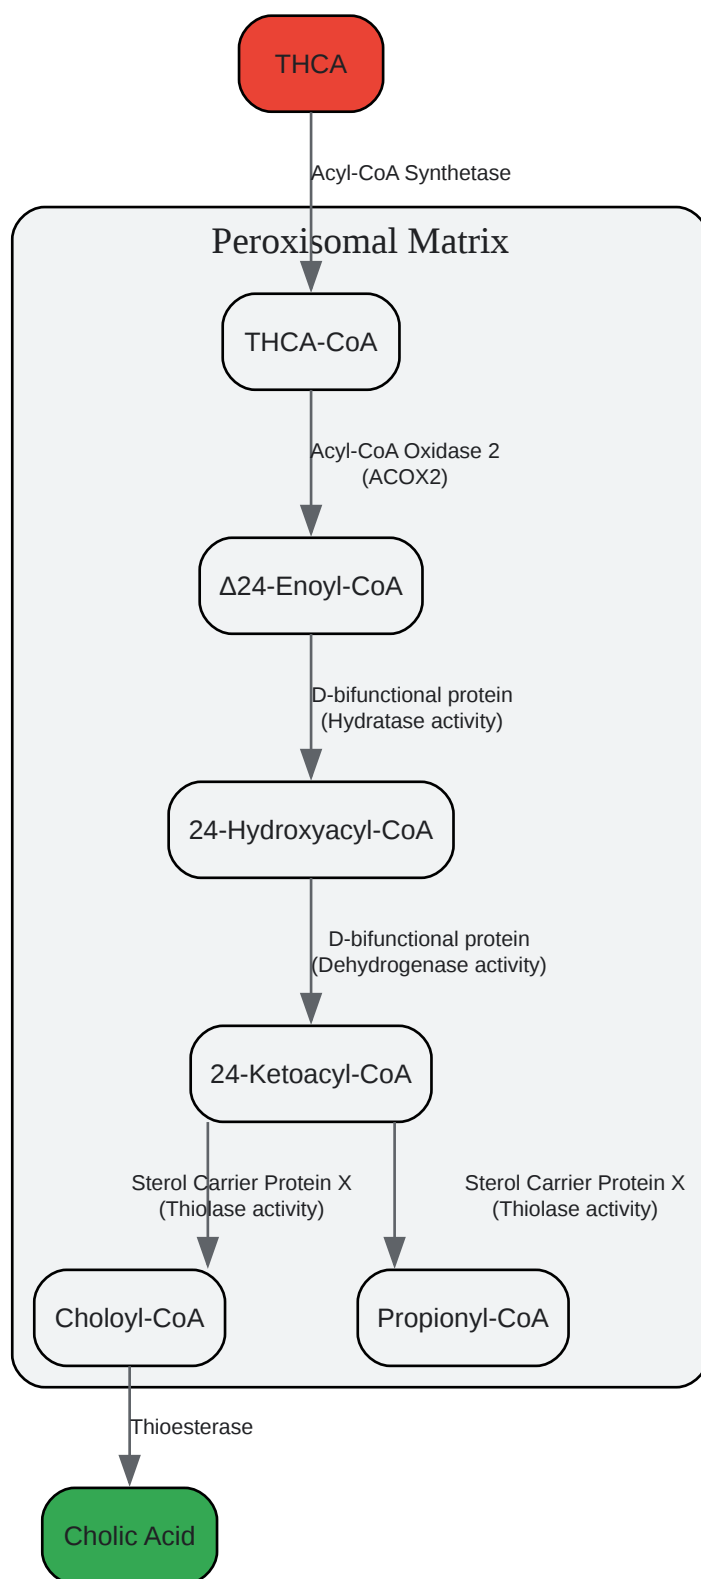 THCA
Acyl-CoA Synthetase
Peroxisomal Matrix
THCA-CoA
Acyl-CoA Oxidase 2
(ACOX2)
Δ24-Enoyl-CoA
D-bifunctional protein
(Hydratase activity)
24-Hydroxyacyl-CoA
D-bifunctional protein
(Dehydrogenase activity)
24-Ketoacyl-CoA
Sterol Carrier Protein X
(Thiolase activity)
Sterol Carrier Protein X
(Thiolase activity)
Choloyl-CoA
Propionyl-CoA
Thioesterase
Cholic Acid